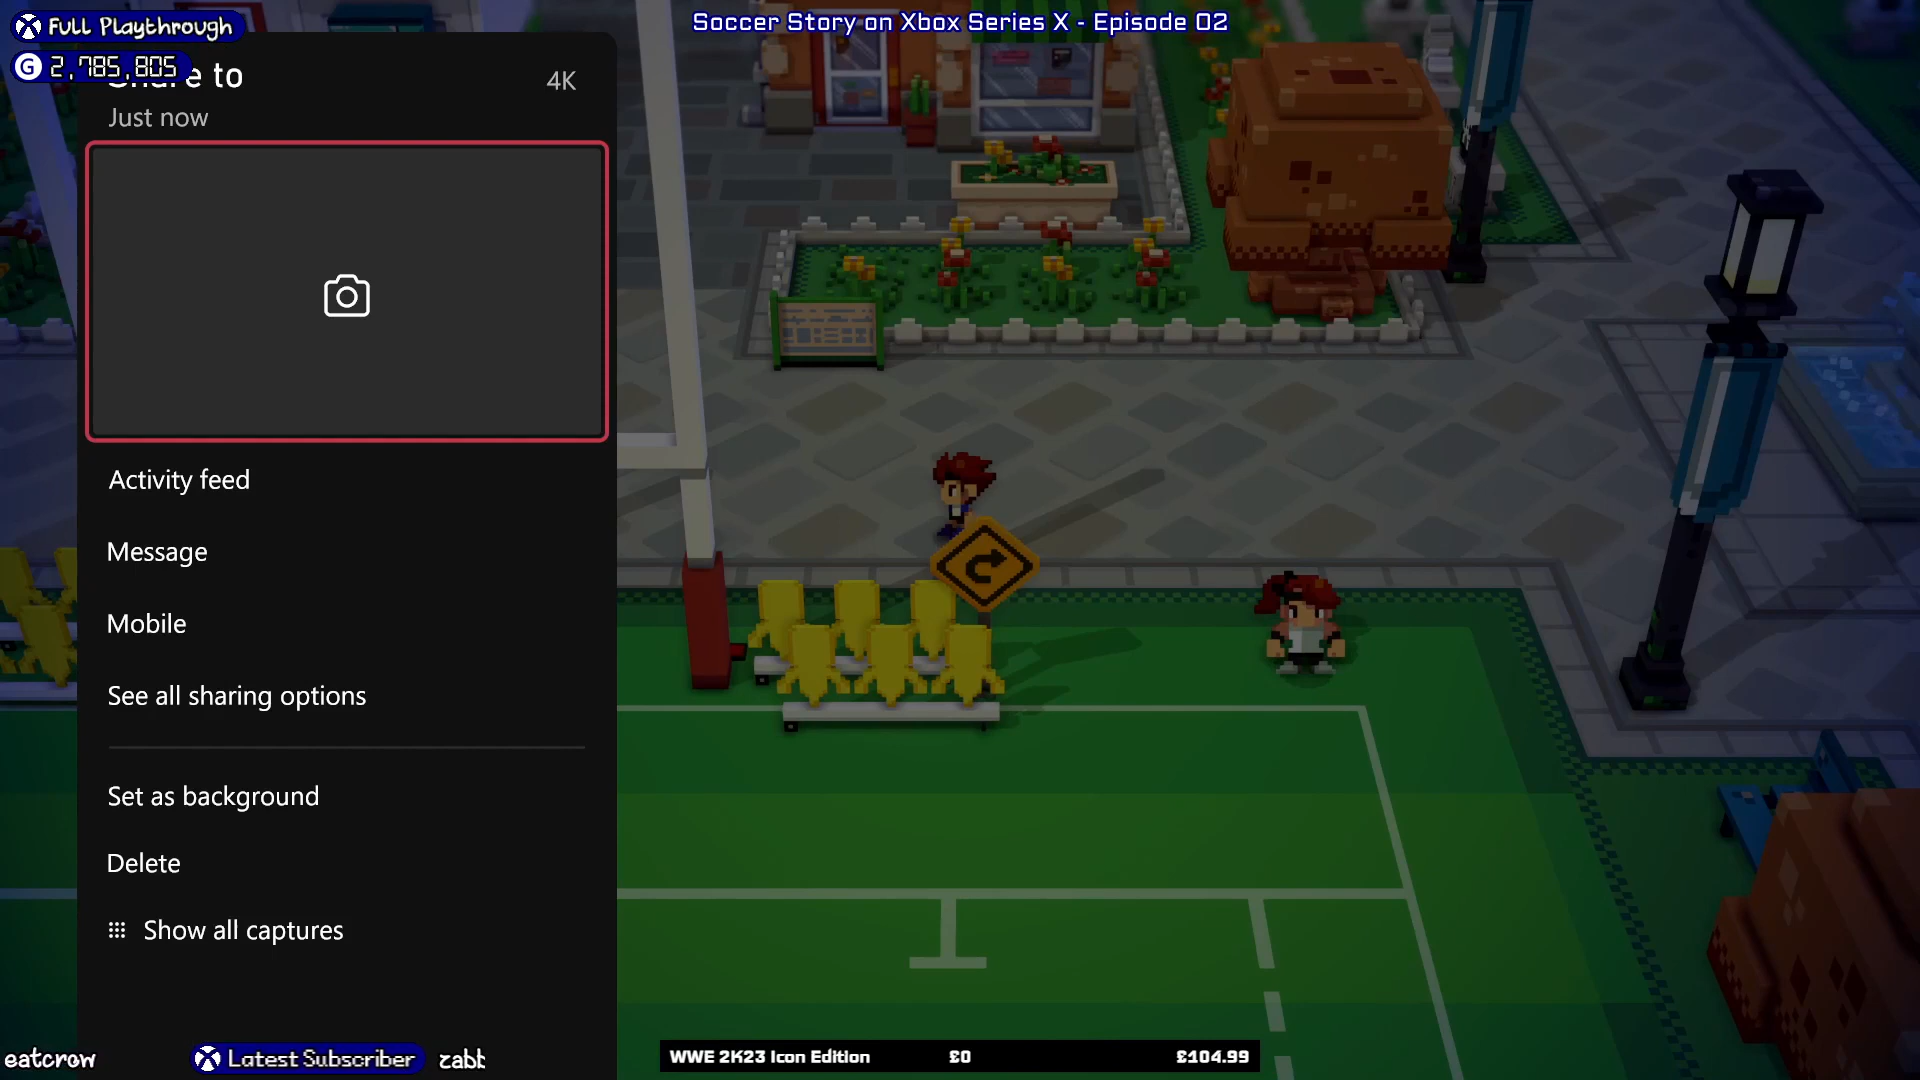 Full Playthrough
Soccer Story on Xbox Series X - Episode 02
G 2,785,805
Share to
4K
Just now
Activity feed
Message
Mobile
See all sharing options
Set as background
Delete
Show all captures
eatcrow
Latest Subscriber
zabb
WWE 2K23 Icon Edition
£0
£104.99